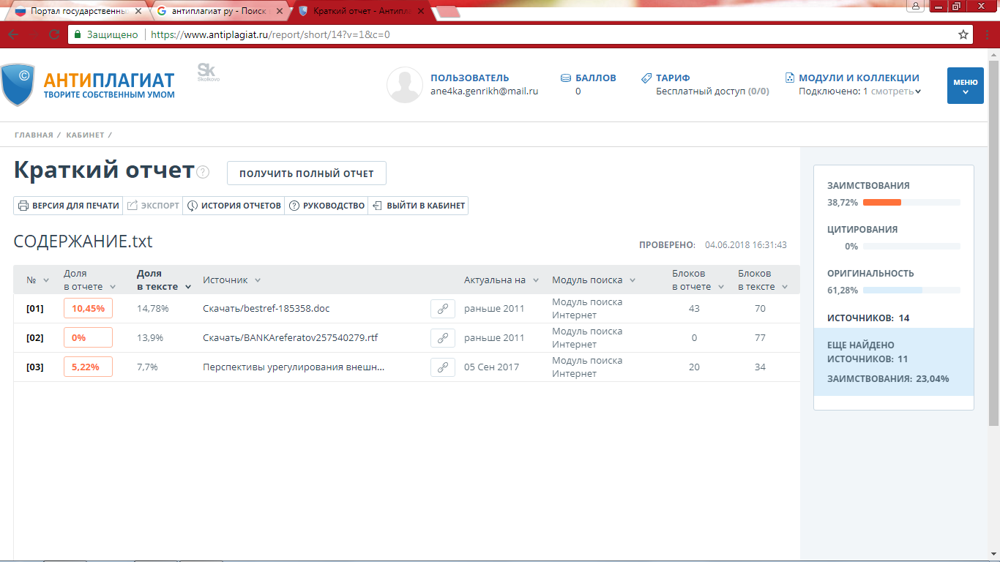 Портал государственны
антиплагиат ру - Поиск
Краткий отчет - Антипл
Защищено
https://www.antiplagiat.ru/report/short/14?v=1&c=0
©
АНТИПЛАГИАТ
ТВОРИТЕ СОБСТВЕННЫМ УМОМ
Sk
Skolkovo
ПОЛЬЗОВАТЕЛЬ
ane4ka.genrikh@mail.ru
БАЛЛОВ
0
ТАРИФ
Бесплатный доступ (0/0)
МОДУЛИ И КОЛЛЕКЦИИ
Подключено: 1 смотреть
МЕНЮ
ГЛАВНАЯ / КАБИНЕТ /
Краткий отчет ?
ПОЛУЧИТЬ ПОЛНЫЙ ОТЧЕТ
ВЕРСИЯ ДЛЯ ПЕЧАТИ ЭКСПОРТ ИСТОРИЯ ОТЧЕТОВ ? РУКОВОДСТВО ВЫЙТИ В КАБИНЕТ
СОДЕРЖАНИЕ.txt
ПРОВЕРЕНО: 04.06.2018 16:31:43
№
Доля
в отчете
Доля
в тексте
Источник
Актуальна на
Модуль поиска
Блоков
в отчете
Блоков
в тексте
[01] 10,45% 14,78% Скачать/bestref-185358.doc раньше 2011
Модуль поиска
Интернет
43 70
[02] 0% 13,9% Скачать/BANKAreferatov257540279.rtf раньше 2011
Модуль поиска
Интернет
0 77
[03] 5,22% 7,7% Перспективы урегулирования внешн... 05 Сен 2017
Модуль поиска
Интернет
20 34
ЗАИМСТВОВАНИЯ
38,72%
ЦИТИРОВАНИЯ
0%
ОРИГИНАЛЬНОСТЬ
61,28%
ИСТОЧНИКОВ: 14
ЕЩЕ НАЙДЕНО
ИСТОЧНИКОВ: 11
ЗАИМСТВОВАНИЯ: 23,04%